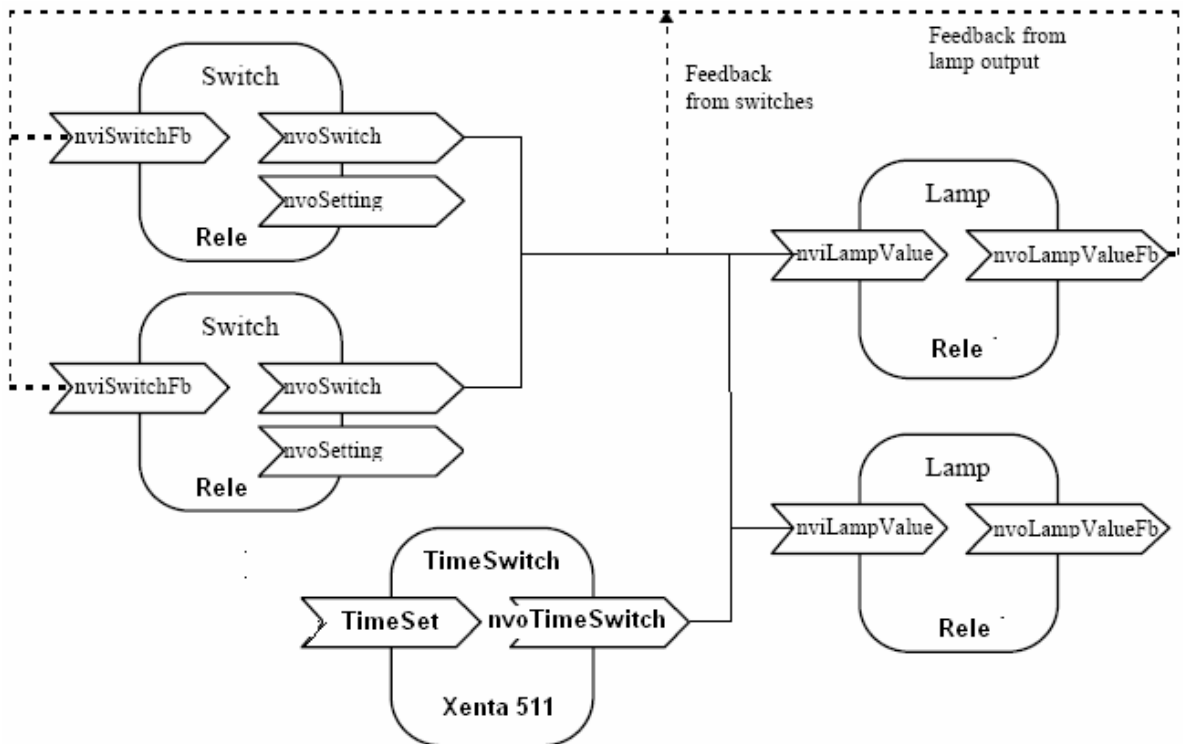 Feedback from
lamp output
Feedback
from switches
Switch
nviSwitchFb
nvoSwitch
nvoSetting
Rele
Switch
nviSwitchFb
nvoSwitch
nvoSetting
Rele
Lamp
nviLampValue
nvoLampValueFb
Rele
Lamp
nviLampValue
nvoLampValueFb
Rele
TimeSwitch
TimeSet
nvoTimeSwitch
Xenta 511